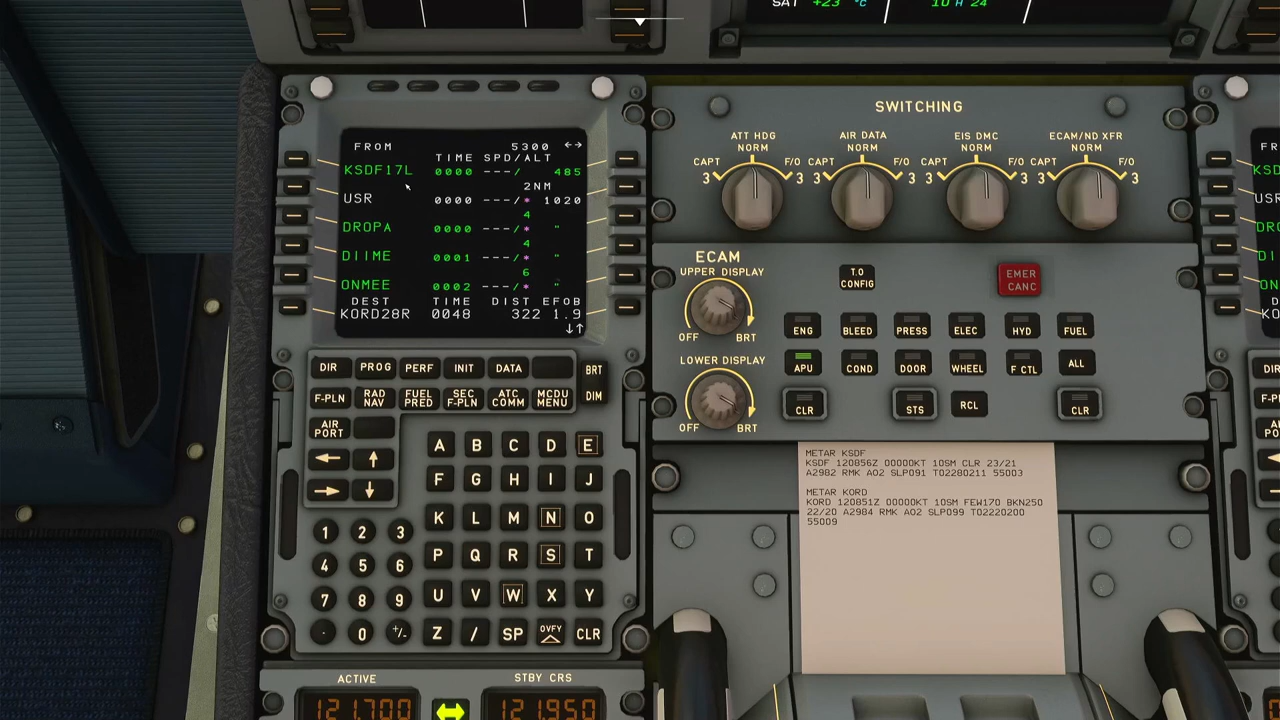 SAT +23 °C
10 H 24
FROM 5300 ←→
TIME SPD/ALT
KSDF17L 0000 ---/ 485
2NM
USR 0000 ---/* 1020
4
DROPA 0000 ---/* "
4
DIIME 0001 ---/* "
6
ONMEE 0002 ---/* "
DEST TIME DIST EFOB
KORD28R 0048 322 1.9
↓↑
DIR PROG PERF INIT DATA
BRT
F-PLN RAD NAV FUEL PRED SEC F-PLN ATC COMM MCDU MENU
DIM
AIR PORT
← ↑
→ ↓
A B C D E
F G H I J
K L M N O
P Q R S T
U V W X Y
Z / SP OVFY CLR
1 2 3
4 5 6
7 8 9
. 0 +/-
ACTIVE STBY CRS
121.700 121.950
SWITCHING
ATT HDG AIR DATA EIS DMC ECAM/ND XFR
NORM NORM NORM NORM
CAPT F/O CAPT F/O CAPT F/O CAPT F/O
3 3 3 3 3 3 3 3
ECAM
UPPER DISPLAY
OFF BRT
LOWER DISPLAY
OFF BRT
T.O CONFIG
EMER CANC
ENG BLEED PRESS ELEC HYD FUEL
APU COND DOOR WHEEL F CTL ALL
CLR STS RCL CLR
METAR KSDF
KSDF 120856Z 00000KT 10SM CLR 23/21
A2982 RMK AO2 SLP091 T02280211 55003
METAR KORD
KORD 120851Z 00000KT 10SM FEW170 BKN250
22/20 A2984 RMK AO2 SLP099 T02220200
55009